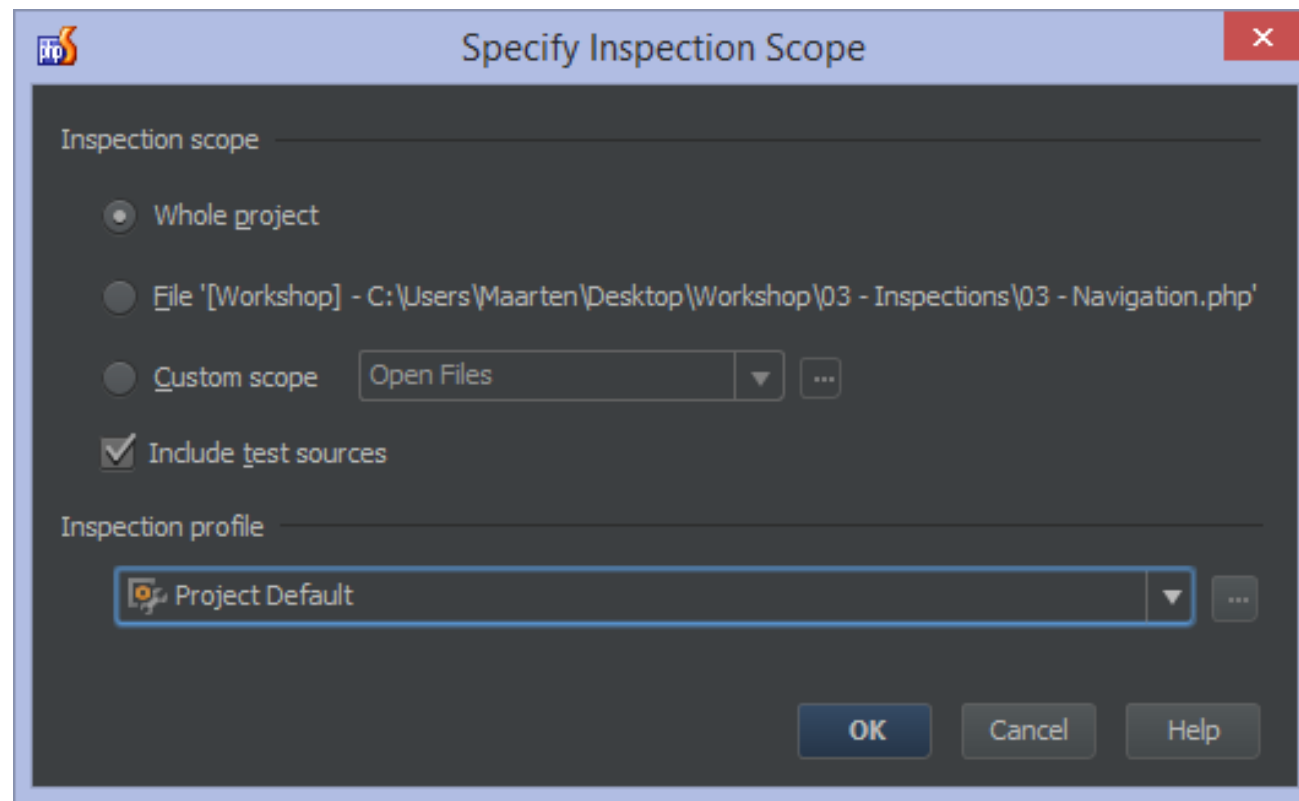 php
Specify Inspection Scope
Inspection scope
Whole project
File '[Workshop] - C:\Users\Maarten\Desktop\Workshop\03 - Inspections\03 - Navigation.php'
Custom scope Open Files ...
Include test sources
Inspection profile
Project Default ...
OK Cancel Help